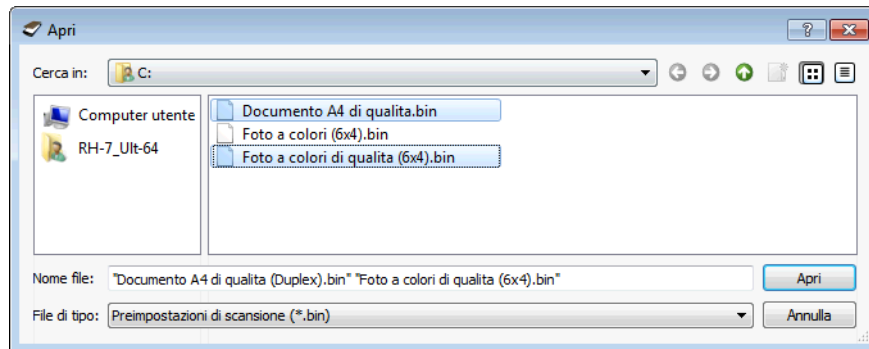 Apri
Cerca in: C:
Computer utente
RH-7_Ult-64
Documento A4 di qualita.bin
Foto a colori (6x4).bin
Foto a colori di qualita (6x4).bin
Nome file: "Documento A4 di qualita (Duplex).bin" "Foto a colori di qualita (6x4).bin" Apri
File di tipo: Preimpostazioni di scansione (*.bin) Annulla